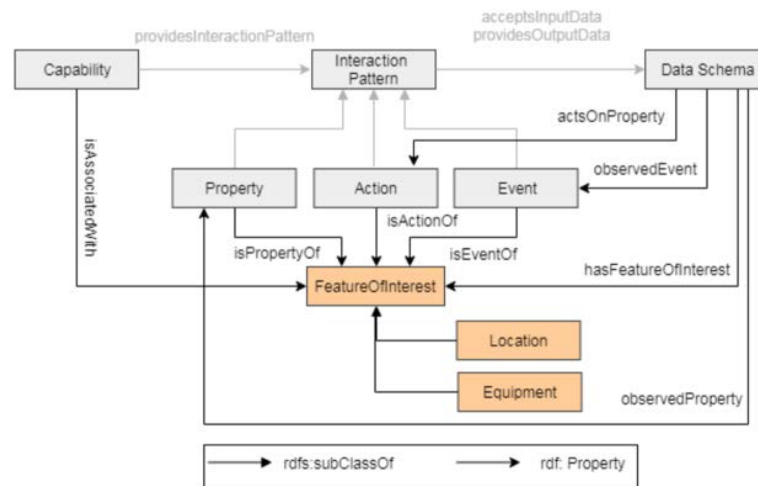 acceptsInputData
providesOutputData
providesInteractionPattern
Capability
Interaction
Pattern
Data Schema
isAssociatedWith
actsOnProperty
observedEvent
Property
Action
Event
isActionOf
isPropertyOf
isEventOf
hasFeatureOfInterest
FeatureOfInterest
Location
Equipment
observedProperty
rdfs:subClassOf
rdf: Property